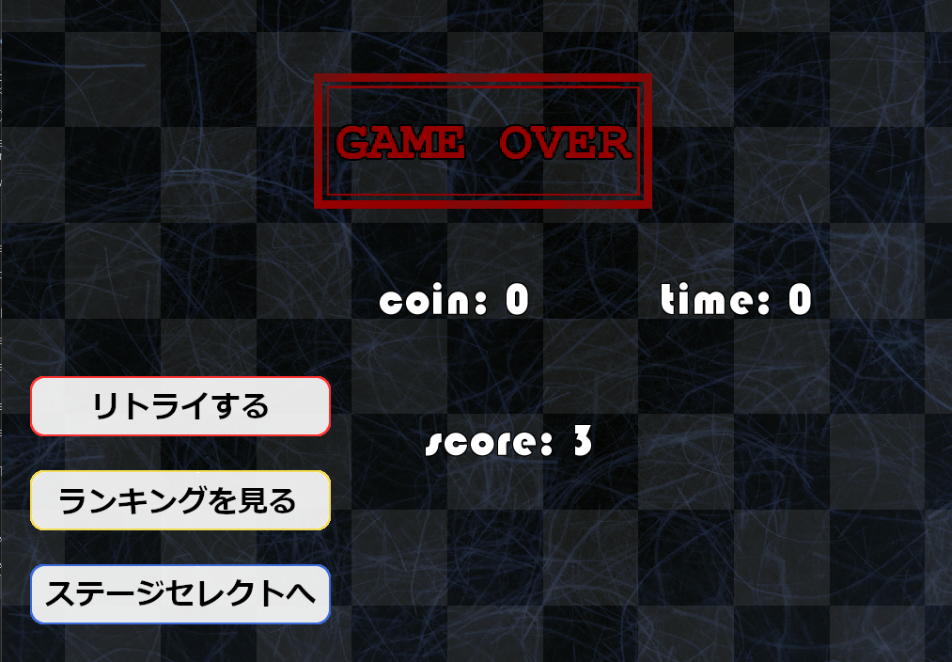 GAME OVER
coin: 0
time: 0
リトライする
score: 3
ランキングを見る
ステージセレクトへ